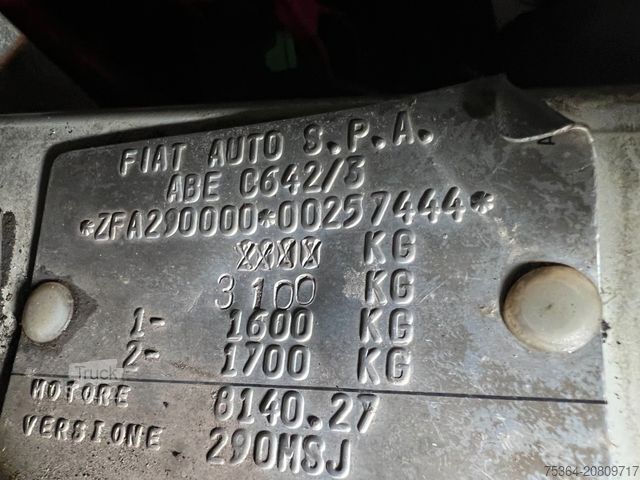 FIAT AUTO S.P.A.
ABE C642/3
*ZFA290000*00257444*
XXXX KG
3100 KG
1- 1600 KG
2- 1700 KG
MOTORE 8140.27
VERSIONE 290MSJ
Truck
75364-20809717